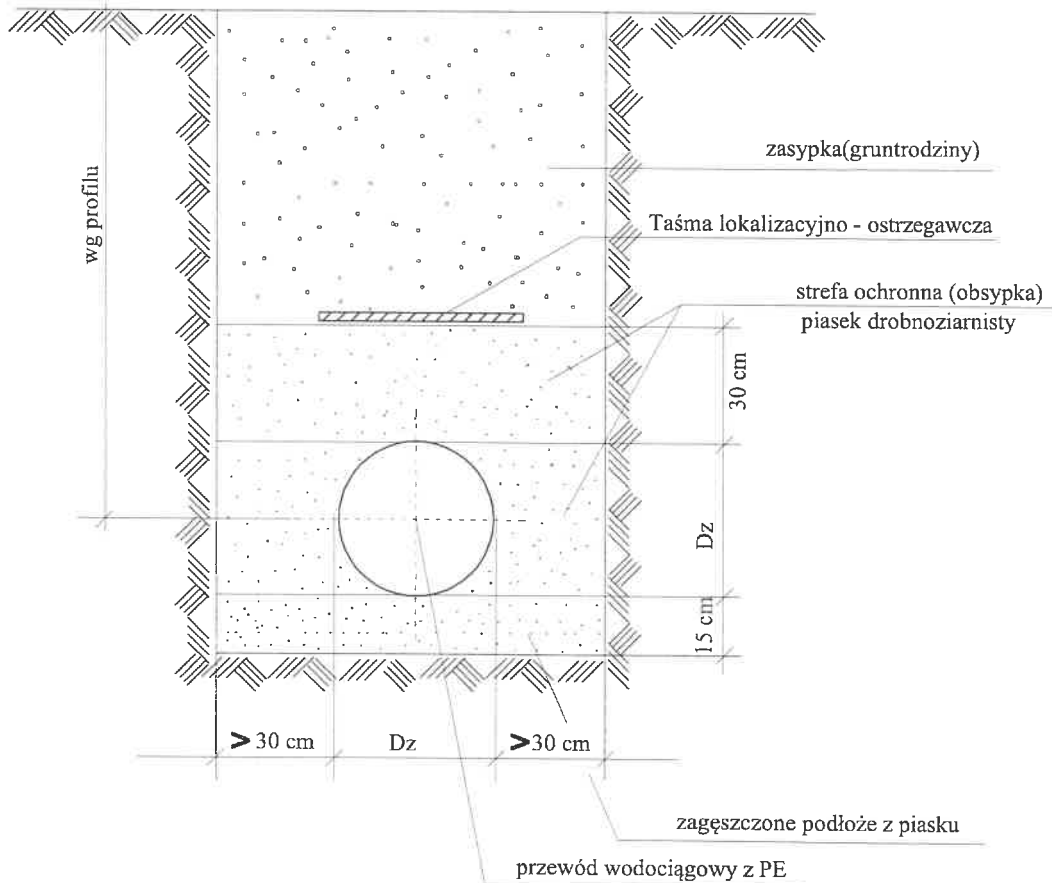 wg profilu
zasypka(gruntrodziny)
Taśma lokalizacyjno - ostrzegawcza
strefa ochronna (obsypka)
piasek drobnoziarnisty
30 cm
Dz
15 cm
>30 cm
Dz
>30 cm
zagęszczone podłoże z piasku
przewód wodociągowy z PE